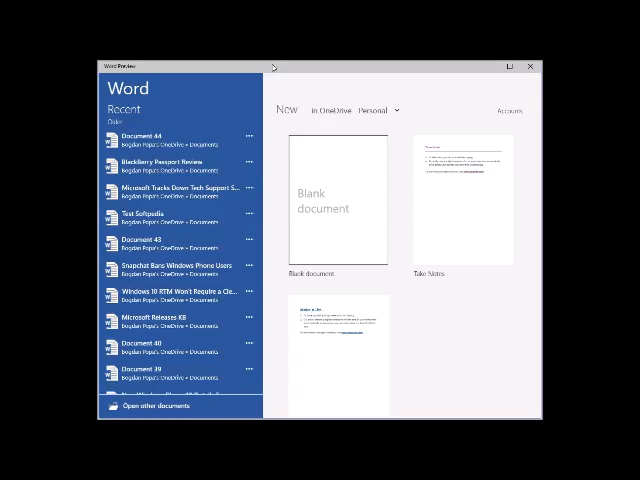 Word Preview
Word
Recent
Older
Document 44
Bogdan Popa's OneDrive » Documents
BlackBerry Passport Review
Bogdan Popa's OneDrive » Documents
Microsoft Tracks Down Tech Support S...
Bogdan Popa's OneDrive » Documents
Test Softpedia
Bogdan Popa's OneDrive » Documents
Document 43
Bogdan Popa's OneDrive » Documents
Snapchat Bans Windows Phone Users
Bogdan Popa's OneDrive » Documents
Windows 10 RTM Won't Require a Cle...
Bogdan Popa's OneDrive » Documents
Microsoft Releases KB
Bogdan Popa's OneDrive » Documents
Document 40
Bogdan Popa's OneDrive » Documents
Document 39
Bogdan Popa's OneDrive » Documents
Open other documents
New in OneDrive Personal
Accounts
Blank
document
Blank document
Take Notes
Make a List